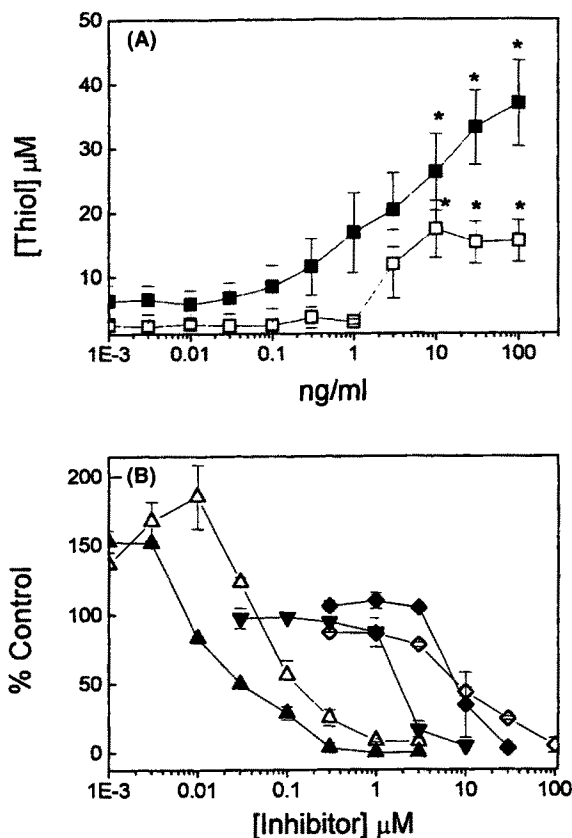 (A)
50
40
30
20
10
[Thiol] μM
* * *
* * *
1E-3 0.01 0.1 1 10 100
ng/ml
(B)
200
150
100
50
0
% Control
1E-3 0.01 0.1 1 10 100
[Inhibitor] μM